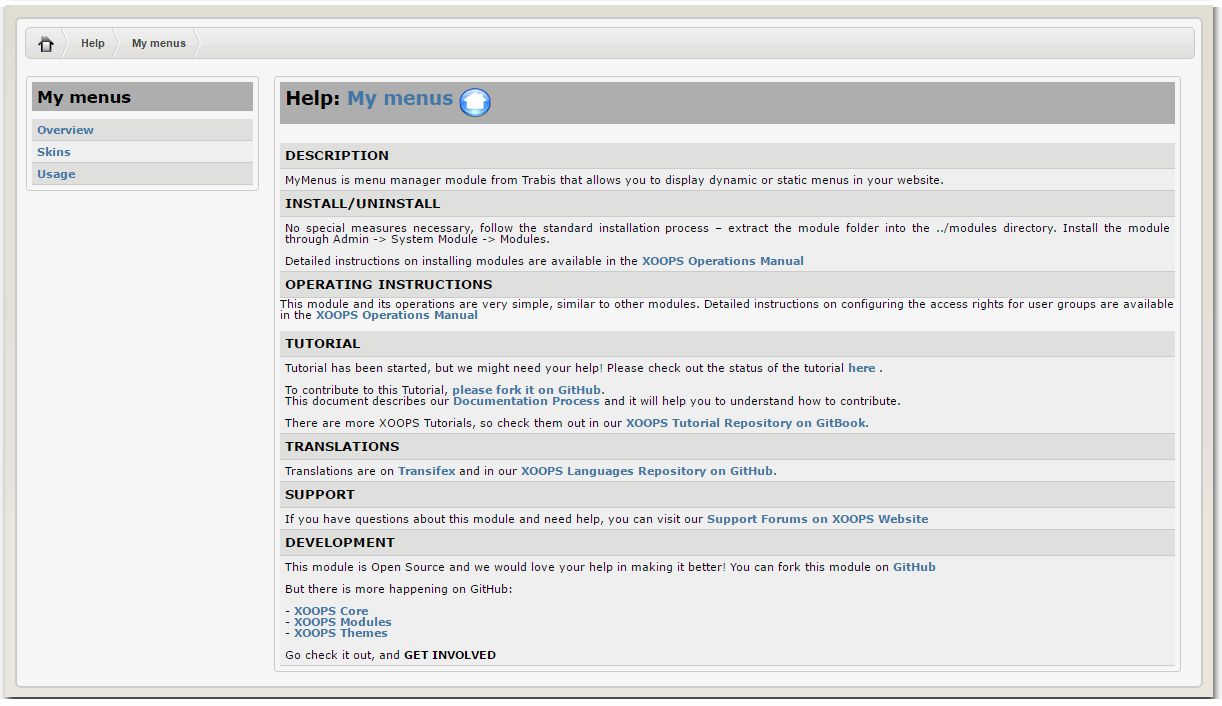 Help
My menus
My menus
Overview
Skins
Usage
Help: My menus
DESCRIPTION
MyMenus is menu manager module from Trabis that allows you to display dynamic or static menus in your website.
INSTALL/UNINSTALL
No special measures necessary, follow the standard installation process – extract the module folder into the ../modules directory. Install the module
through Admin -> System Module -> Modules.
Detailed instructions on installing modules are available in the XOOPS Operations Manual
OPERATING INSTRUCTIONS
This module and its operations are very simple, similar to other modules. Detailed instructions on configuring the access rights for user groups are available
in the XOOPS Operations Manual
TUTORIAL
Tutorial has been started, but we might need your help! Please check out the status of the tutorial here .
To contribute to this Tutorial, please fork it on GitHub.
This document describes our Documentation Process and it will help you to understand how to contribute.
There are more XOOPS Tutorials, so check them out in our XOOPS Tutorial Repository on GitBook.
TRANSLATIONS
Translations are on Transifex and in our XOOPS Languages Repository on GitHub.
SUPPORT
If you have questions about this module and need help, you can visit our Support Forums on XOOPS Website
DEVELOPMENT
This module is Open Source and we would love your help in making it better! You can fork this module on GitHub
But there is more happening on GitHub:
- XOOPS Core
- XOOPS Modules
- XOOPS Themes
Go check it out, and GET INVOLVED